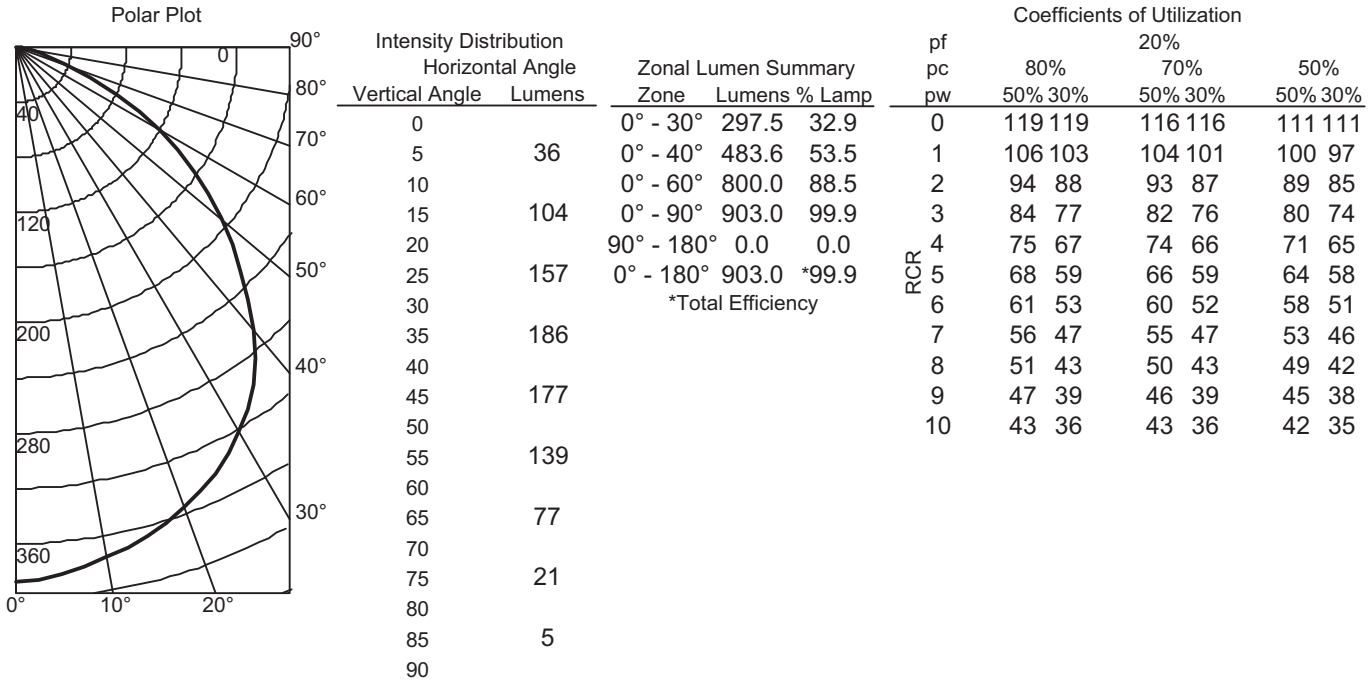 Polar Plot
90°
0
80°
40
70°
60°
120
50°
200
40°
280
30°
360
0° 10° 20°
Intensity Distribution
Horizontal Angle
Vertical Angle Lumens
0
5 36
10
15 104
20
25 157
30
35 186
40
45 177
50
55 139
60
65 77
70
75 21
80
85 5
90
Zonal Lumen Summary
Zone Lumens % Lamp
0° - 30° 297.5 32.9
0° - 40° 483.6 53.5
0° - 60° 800.0 88.5
0° - 90° 903.0 99.9
90° - 180° 0.0 0.0
0° - 180° 903.0 *99.9
*Total Efficiency
Coefficients of Utilization
pf 20%
pc 80% 70% 50%
pw 50% 30% 50% 30% 50% 30%
RCR
0 119 119 116 116 111 111
1 106 103 104 101 100 97
2 94 88 93 87 89 85
3 84 77 82 76 80 74
4 75 67 74 66 71 65
5 68 59 66 59 64 58
6 61 53 60 52 58 51
7 56 47 55 47 53 46
8 51 43 50 43 49 42
9 47 39 46 39 45 38
10 43 36 43 36 42 35